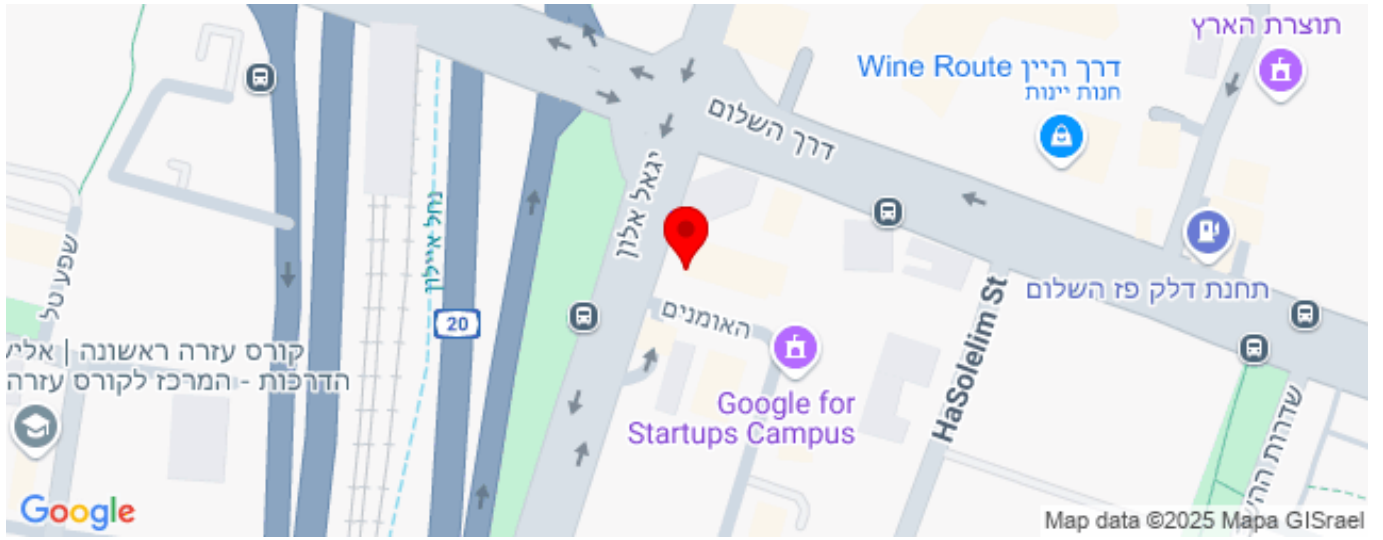 תוצרת הארץ
דרך היין Wine Route
חנות יינות
דרך השלום
יגאל אלון
נחל איילון
שפע טל
תחנת דלק פז השלום
HaSolelim St
האומנים
20
קורס עזרה ראשונה | אליע
הדרכות - המרכז לקורס עזרה
Google for
Startups Campus
שדרות הה
Google
Map data ©2025 Mapa GISrael